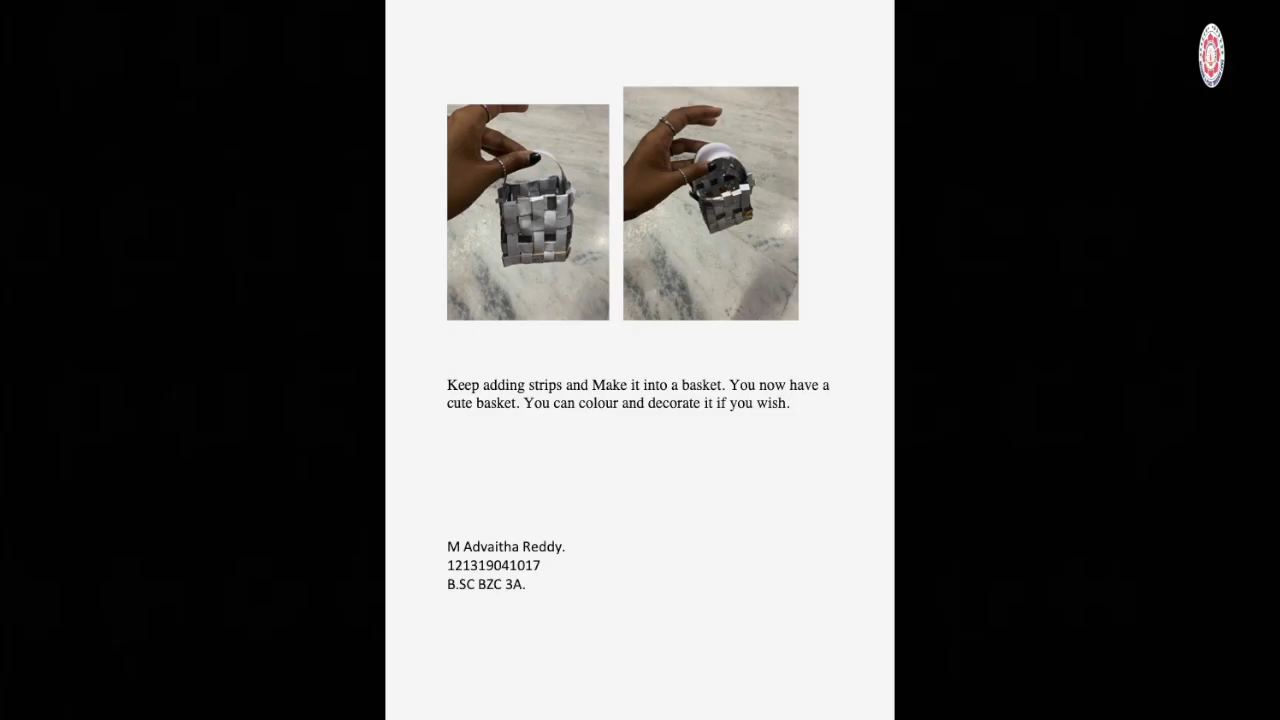 Keep adding strips and Make it into a basket. You now have a
cute basket. You can colour and decorate it if you wish.
M Advaitha Reddy.
121319041017
B.SC BZC 3A.